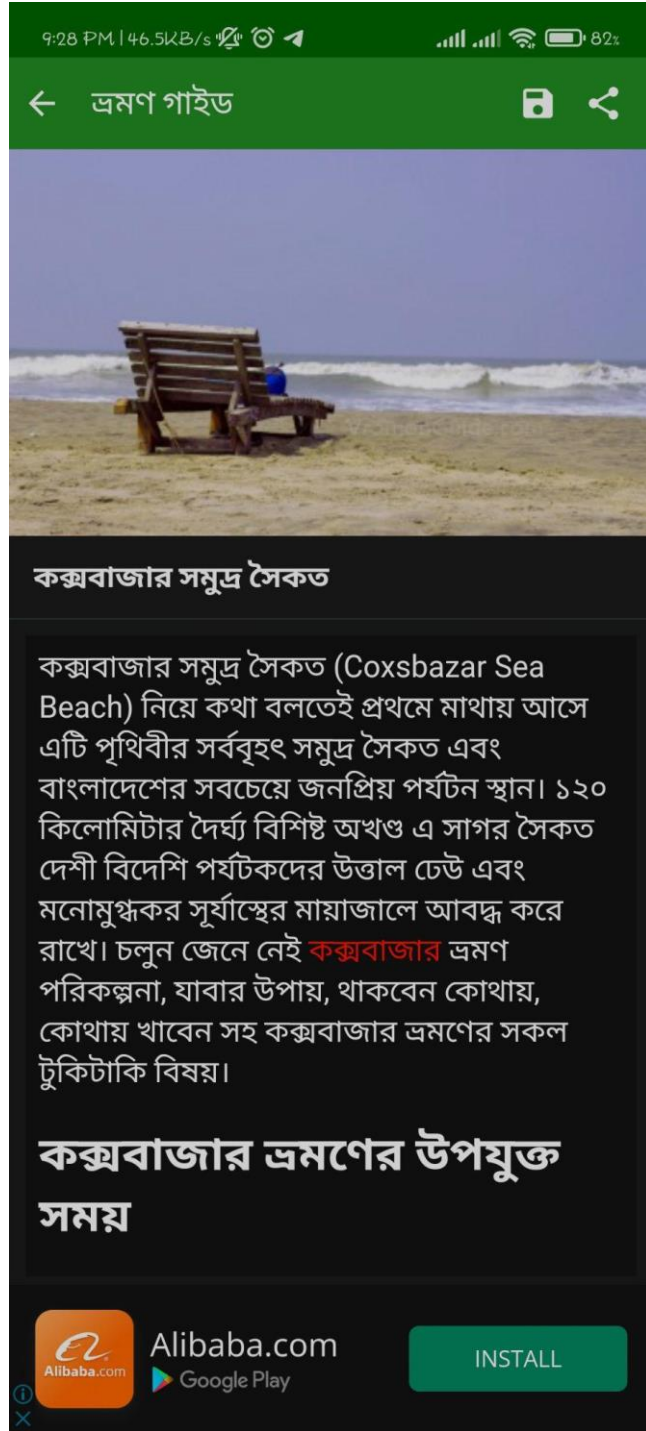 9:28 PM | 46.5KB/s
82%
ভ্রমণ গাইড
কক্সবাজার সমুদ্র সৈকত
কক্সবাজার সমুদ্র সৈকত (Coxsbazar Sea
Beach) নিয়ে কথা বলতেই প্রথমে মাথায় আসে
এটি পৃথিবীর সর্ববৃহৎ সমুদ্র সৈকত এবং
বাংলাদেশের সবচেয়ে জনপ্রিয় পর্যটন স্থান। ১২০
কিলোমিটার দৈর্ঘ্য বিশিষ্ট অখণ্ড এ সাগর সৈকত
দেশী বিদেশি পর্যটকদের উত্তাল ঢেউ এবং
মনোমুগ্ধকর সূর্যাস্থের মায়াজালে আবদ্ধ করে
রাখে। চলুন জেনে নেই কক্সবাজার ভ্রমণ
পরিকল্পনা, যাবার উপায়, থাকবেন কোথায়,
কোথায় খাবেন সহ কক্সবাজার ভ্রমণের সকল
টুকিটাকি বিষয়।
কক্সবাজার ভ্রমণের উপযুক্ত
সময়
Alibaba.com
Alibaba.com
Google Play
INSTALL